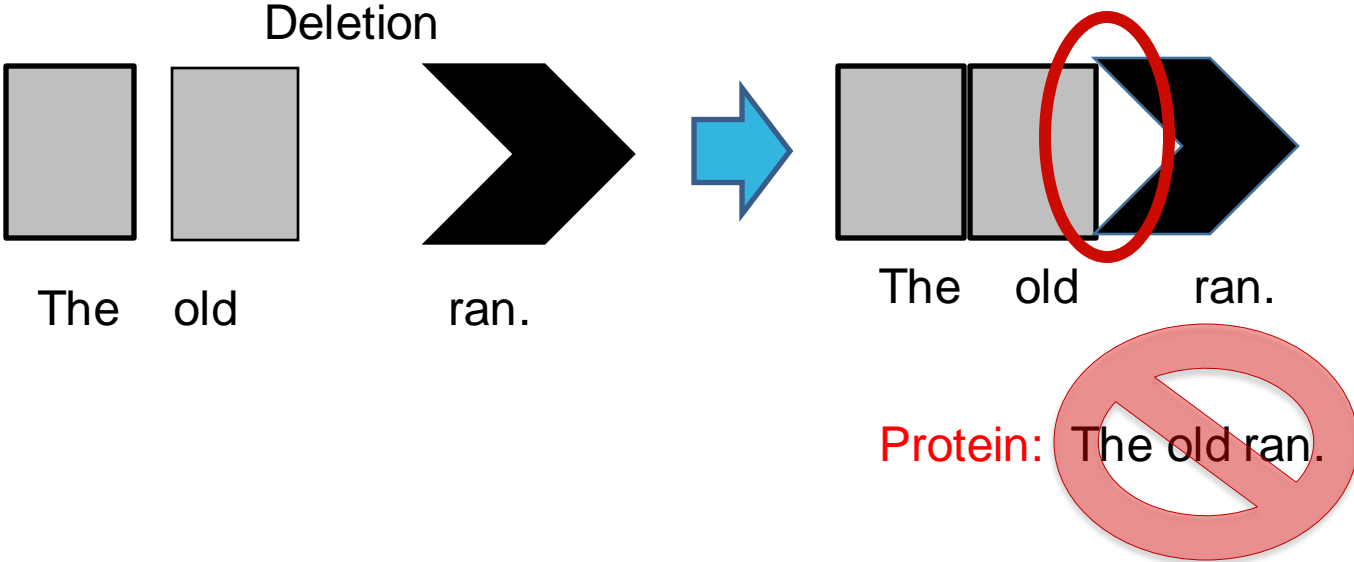 Deletion
The old ran.
The old ran.
Protein: The old ran.